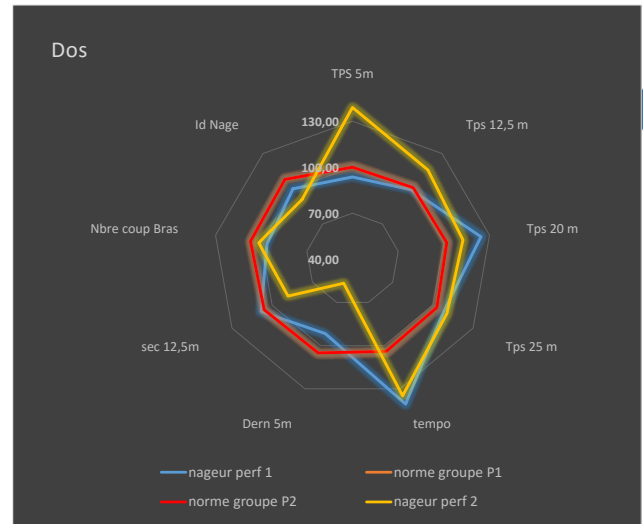 Dos
TPS 5m
130,00
Id Nage
Tps 12,5 m
100,00
70,00
Nbre coup Bras
Tps 20 m
40,00
sec 12,5m
Tps 25 m
Dern 5m
tempo
nageur perf 1
norme groupe P1
norme groupe P2
nageur perf 2